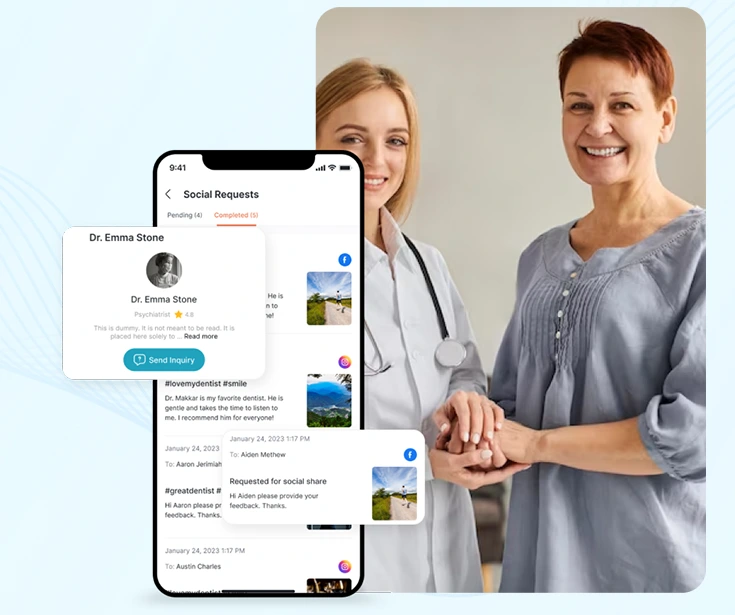 9:41
Social Requests
Pending (4) Completed (5)
Dr. Emma Stone
Dr. Emma Stone
Psychiatrist 4.8
This is dummy. It is not meant to be read. It is
placed here solely to ... Read more
Send Inquiry
He is
n to
ne!
#lovemydentist #smile
Dr. Makkar is my favorite dentist. He is
gentle and takes the time to listen to
me. I recommend him for everyone!
January 24, 2023
To: Aaron Jerimiah
#greatdentist #
Hi Aaron please pr
feedback. Thanks.
January 24, 2023 1:17 PM
To: Aiden Methew
Requested for social share
Hi Aiden please provide your
feedback. Thanks.
January 24, 2023 1:17 PM
To: Austin Charles